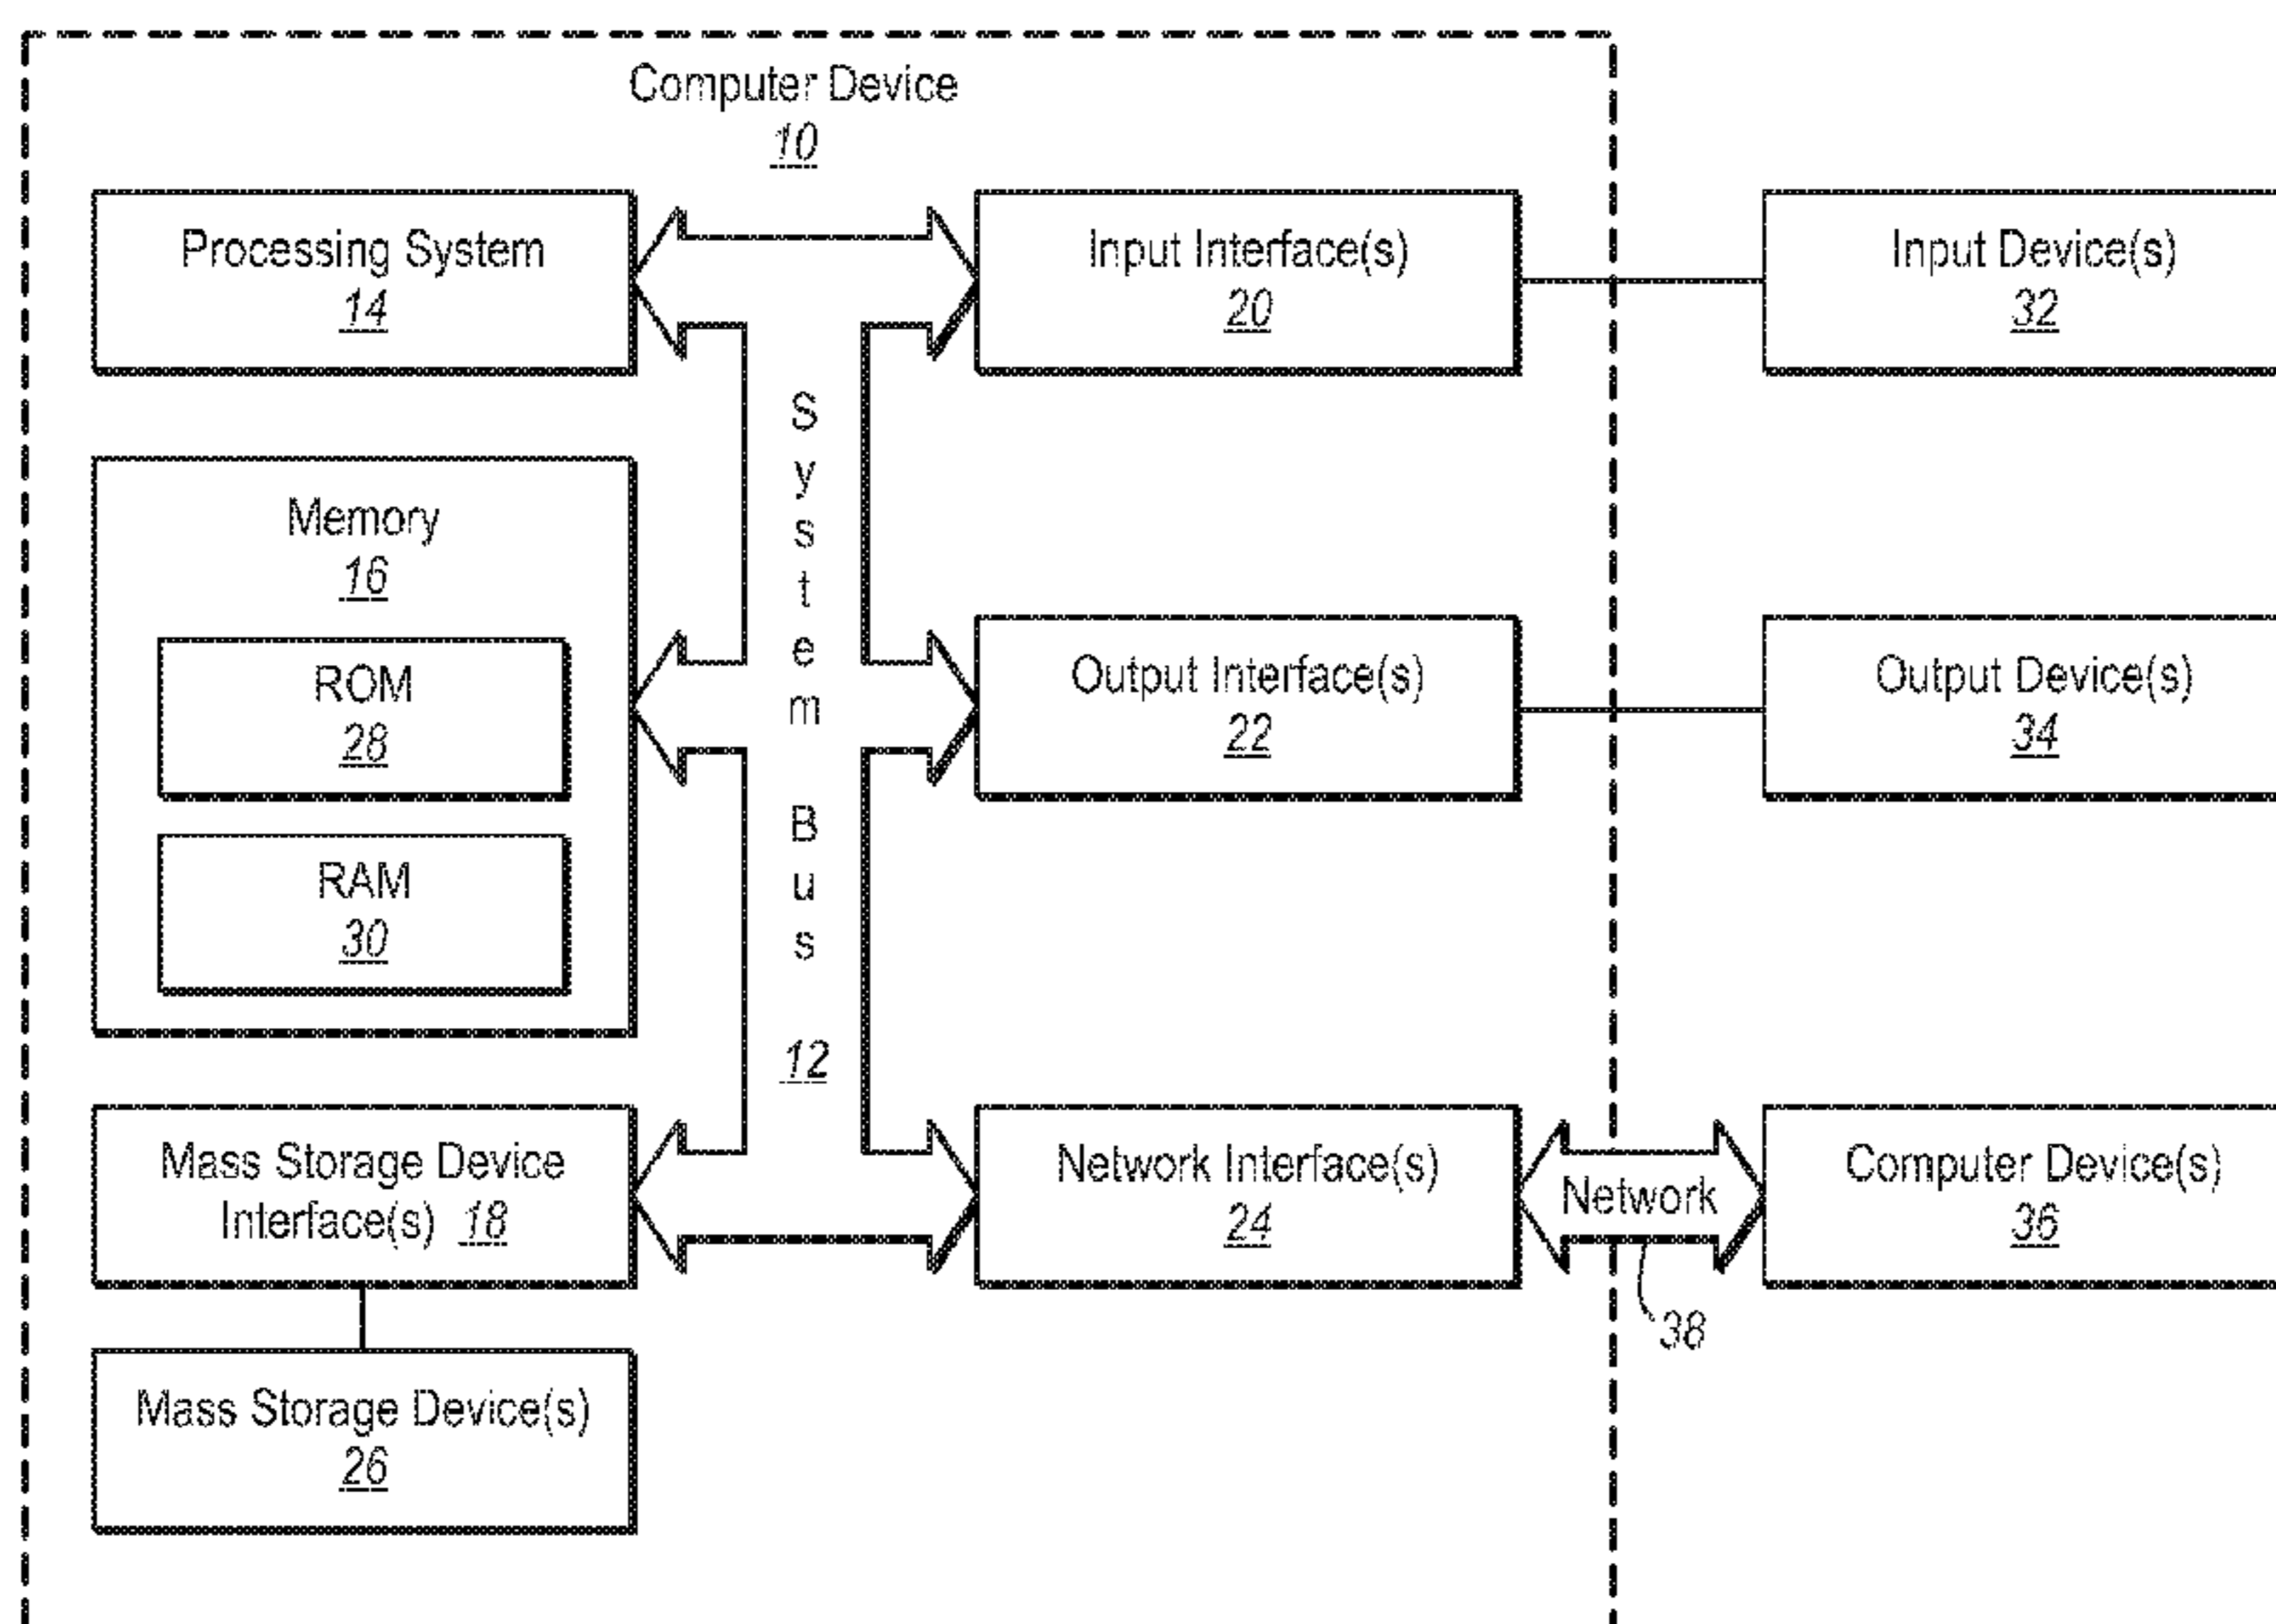 Computer Device
10
Processing System
14
Input Interface(s)
20
Input Device(s)
32
Memory
16
ROM
28
RAM
30
System Bus 12
Output Interface(s)
22
Output Device(s)
34
Mass Storage Device
Interface(s) 18
Network Interface(s)
24
Network
38
Computer Device(s)
36
Mass Storage Device(s)
26